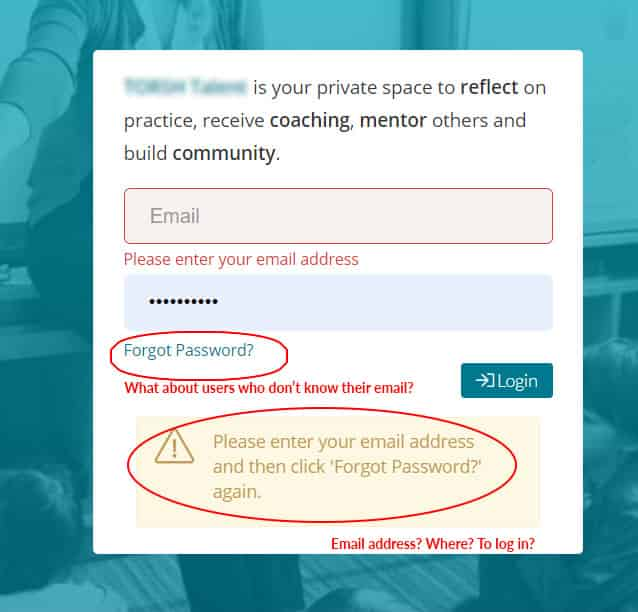 is your private space to reflect on
practice, receive coaching, mentor others and
build community.
Email
Please enter your email address
Forgot Password?
Login
What about users who don't know their email?
Please enter your email address
and then click 'Forgot Password?'
again.
Email address? Where? To log in?